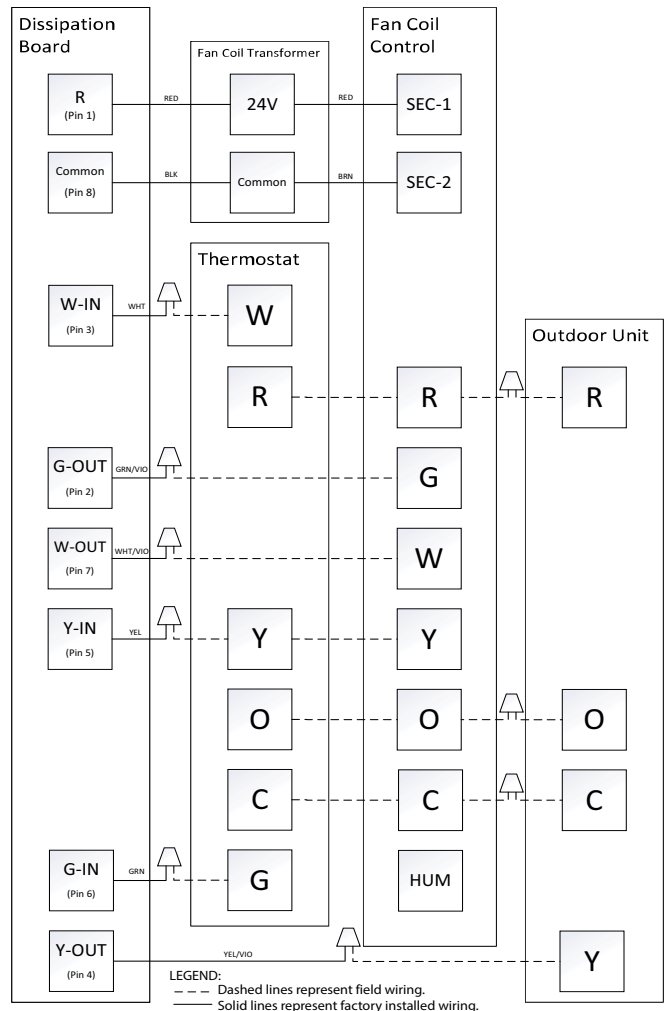 Dissipation
Board
Fan Coil
Control
Fan Coil Transformer
R
(Pin 1)
RED
24V
RED
SEC-1
Common
(Pin 8)
BLK
Common
BRN
SEC-2
Thermostat
W-IN
(Pin 3)
WHT
W
Outdoor Unit
R
R
R
G-OUT
(Pin 2)
GRN/VIO
G
W-OUT
(Pin 7)
WHT/VIO
W
Y-IN
(Pin 5)
YEL
Y
Y
O
O
O
C
C
C
G-IN
(Pin 6)
GRN
G
HUM
Y-OUT
(Pin 4)
YEL/VIO
Y
LEGEND:
Dashed lines represent field wiring.
Solid lines represent factory installed wiring.